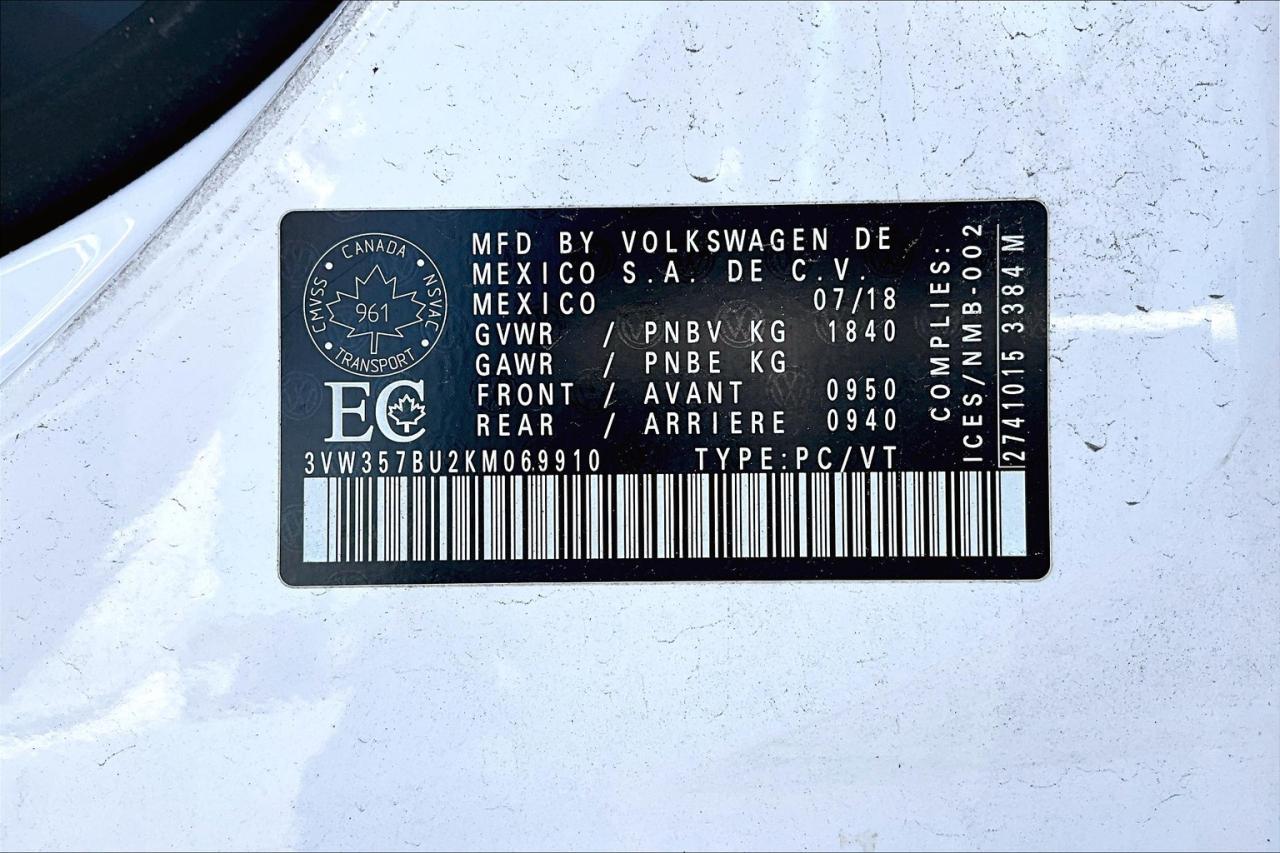 CANADA
CMVSS
NSVAC
961
TRANSPORT
EC
MFD BY VOLKSWAGEN DE
MEXICO S.A. DE C.V.
MEXICO 07/18
GVWR / PNBV KG 1840
GAWR / PNBE KG
FRONT / AVANT 0950
REAR / ARRIERE 0940
3VW357BU2KM069910 TYPE:PC/VT
COMPLIES:
ICES/NMB-002
2741015 3384 M